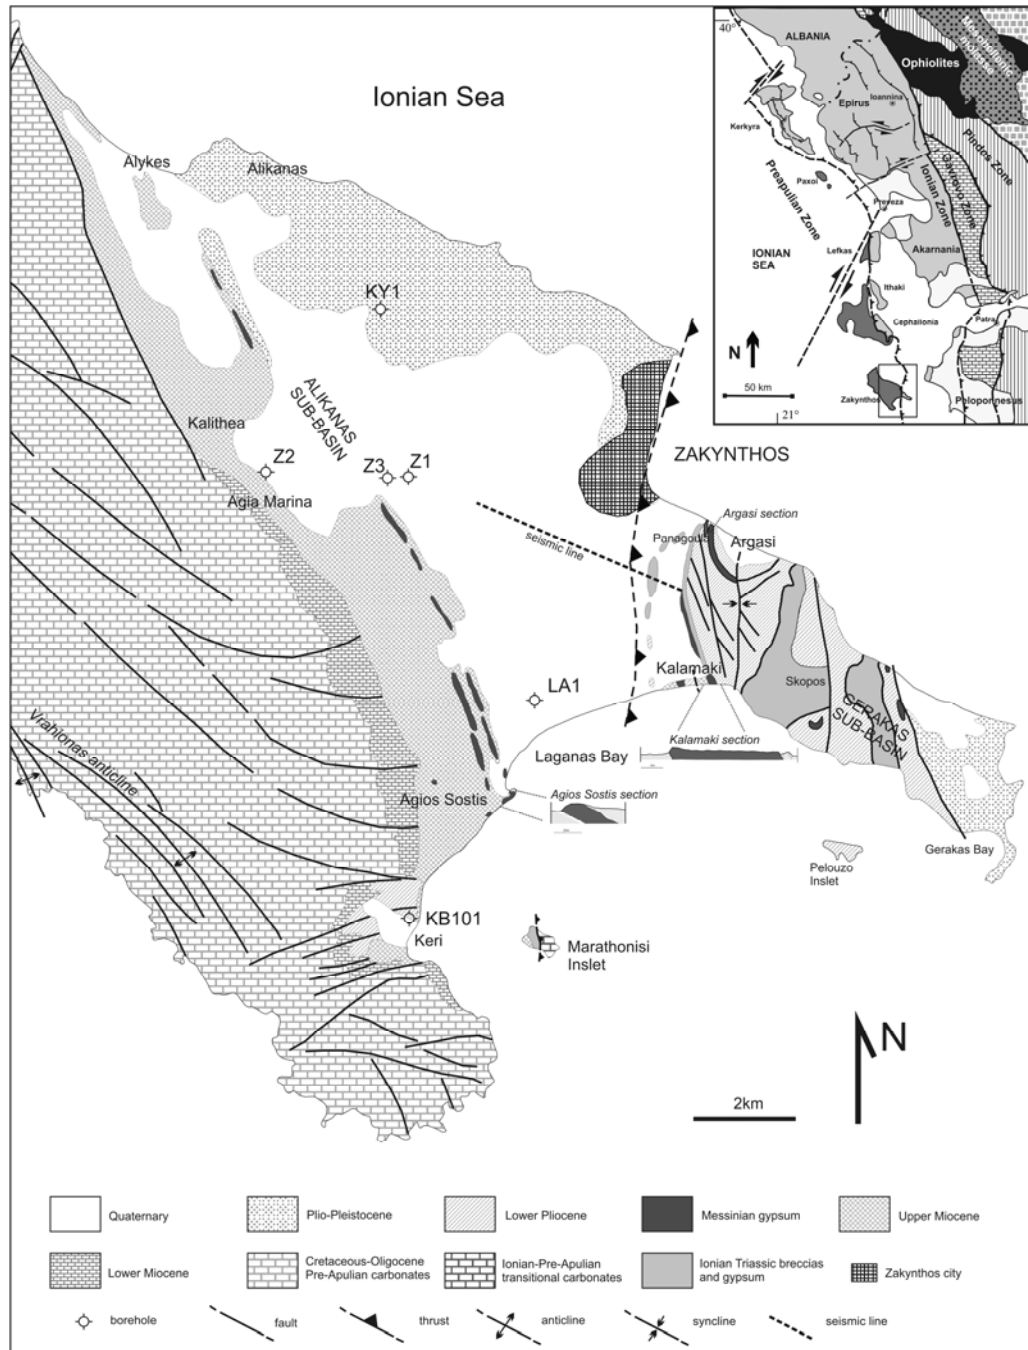 Ionian Sea
Alykes
Alikanas
KY1
ALIKANAS
SUB-BASIN
Kalithea
Z2
Z3
Z1
Agia Marina
seismic line
ZAKYNTHOS
Argasi section
Panagoula
Argasi
Kalamaki
Skopos
GERAKAS
SUB-BASIN
LA1
Laganas Bay
Kalamaki section
Vrahionas anticline
Agios Sostis
Agios Sostis section
Gerakas Bay
Pelouzo
Inslet
KB101
Keri
Marathonisi
Inslet
N
2km
40°
ALBANIA
Ophiolites
Mesohellenic
molasse
Epirus
Ioannina
Kerkyra
Pindos Zone
Gavrovo Zone
Ionian Zone
Preapulian Zone
Paxoi
Preveza
Lefkas
IONIAN
SEA
Akarnania
Ithaki
Cephallonia
Patra
N
50 km
Zakynthos
Peloponnesus
21°
Quaternary
Plio-Pleistocene
Lower Pliocene
Messinian gypsum
Upper Miocene
Lower Miocene
Cretaceous-Oligocene
Pre-Apulian carbonates
Ionian-Pre-Apulian
transitional carbonates
Ionian Triassic breccias
and gypsum
Zakynthos city
borehole
fault
thrust
anticline
syncline
seismic line